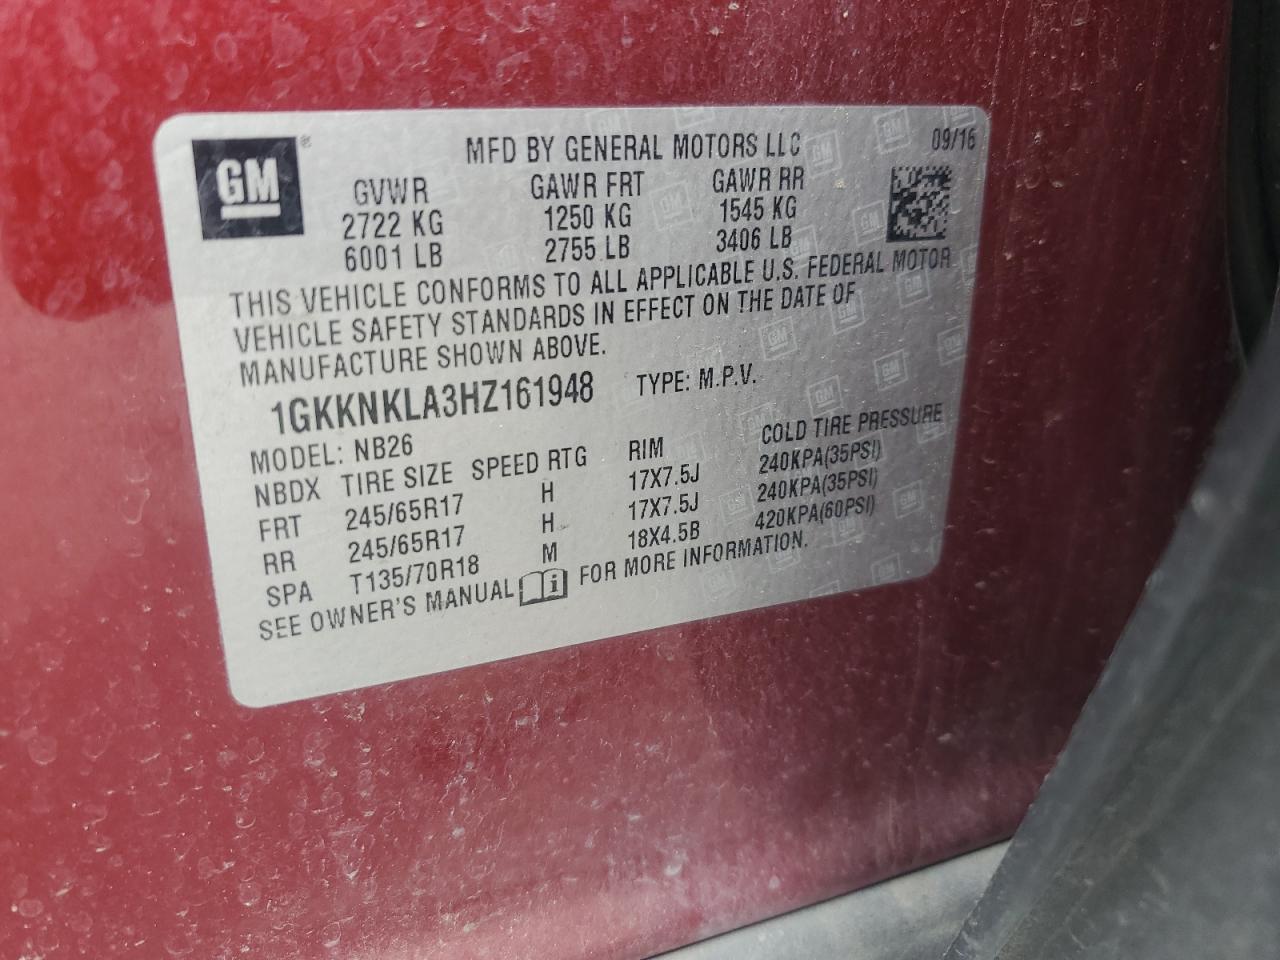 GM ® MFD BY GENERAL MOTORS LLC 09/16
GVWR GAWR FRT GAWR RR
2722 KG 1250 KG 1545 KG
6001 LB 2755 LB 3406 LB
THIS VEHICLE CONFORMS TO ALL APPLICABLE U.S. FEDERAL MOTOR
VEHICLE SAFETY STANDARDS IN EFFECT ON THE DATE OF
MANUFACTURE SHOWN ABOVE.
1GKKNKLA3HZ161948 TYPE: M.P.V.
MODEL: NB26
NBDX TIRE SIZE SPEED RTG RIM COLD TIRE PRESSURE
FRT 245/65R17 H 17X7.5J 240KPA(35PSI)
RR 245/65R17 H 17X7.5J 240KPA(35PSI)
SPA T135/70R18 M 18X4.5B 420KPA(60PSI)
SEE OWNER'S MANUAL i FOR MORE INFORMATION.